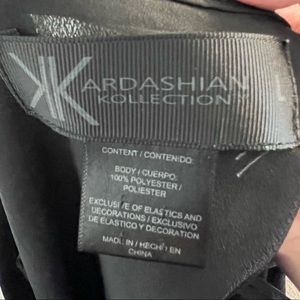 KARDASHIAN
KOLLECTION
L
CONTENT / CONTENIDO:
BODY / CUERPO:
100% POLYESTER /
POLIESTER
EXCLUSIVE OF ELASTICS AND
DECORATIONS / EXCLUSIVO
DE ELASTICO Y DECORATION
MADE IN / HECHO EN
CHINA